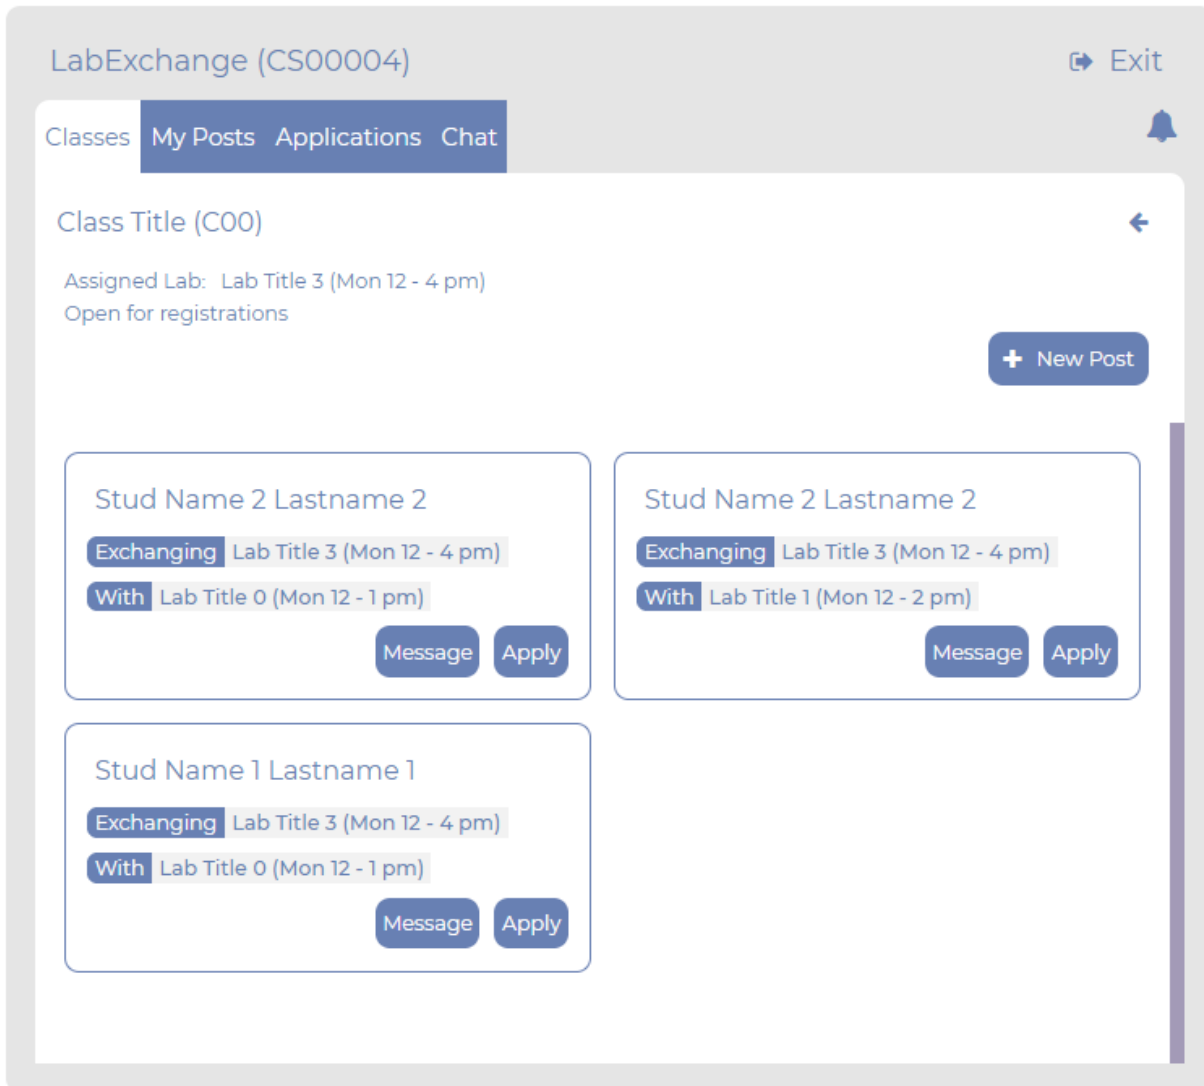 LabExchange (CS00004)
Exit
Classes My Posts Applications Chat
Class Title (C00)
Assigned Lab: Lab Title 3 (Mon 12 - 4 pm)
Open for registrations
New Post
Stud Name 2 Lastname 2
Exchanging Lab Title 3 (Mon 12 - 4 pm)
With Lab Title 0 (Mon 12 - 1 pm)
Message Apply
Stud Name 2 Lastname 2
Exchanging Lab Title 3 (Mon 12 - 4 pm)
With Lab Title 1 (Mon 12 - 2 pm)
Message Apply
Stud Name 1 Lastname 1
Exchanging Lab Title 3 (Mon 12 - 4 pm)
With Lab Title 0 (Mon 12 - 1 pm)
Message Apply